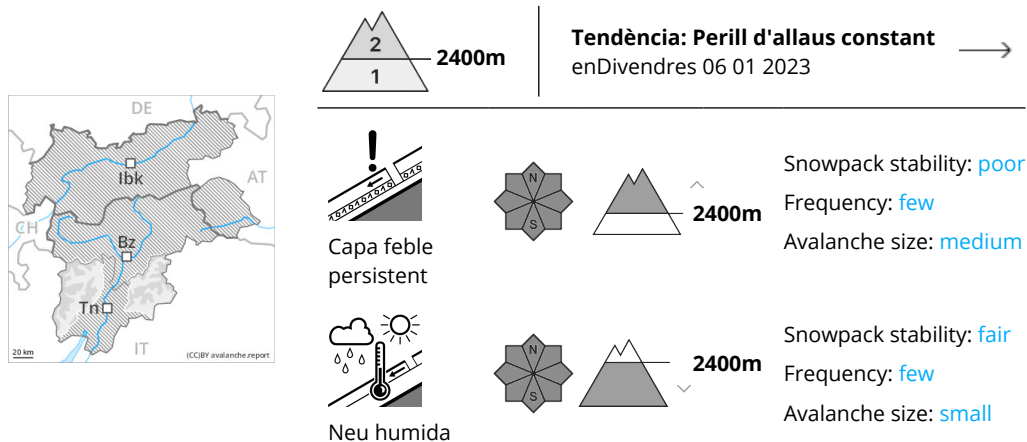 2
1
2400m
Tendència: Perill d'allaus constant
enDivendres 06 01 2023
DE
AT
CH
IT
Ibk
Bz
Tn
20 km
(CC)BY avalanche.report
Capa feble
persistent
N
S
2400m
Snowpack stability: poor
Frequency: few
Avalanche size: medium
Neu humida
N
S
2400m
Snowpack stability: fair
Frequency: few
Avalanche size: small